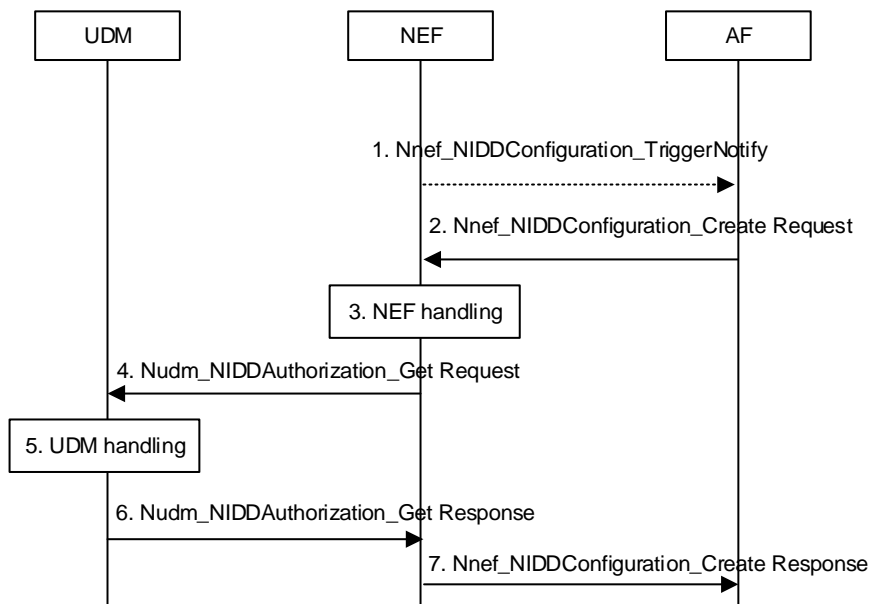 UDM
NEF
AF
1. Nnef_NIDDConfiguration_TriggerNotify
2. Nnef_NIDDConfiguration_Create Request
3. NEF handling
4. Nudm_NIDDAuthorization_Get Request
5. UDM handling
6. Nudm_NIDDAuthorization_Get Response
7. Nnef_NIDDConfiguration_Create Response